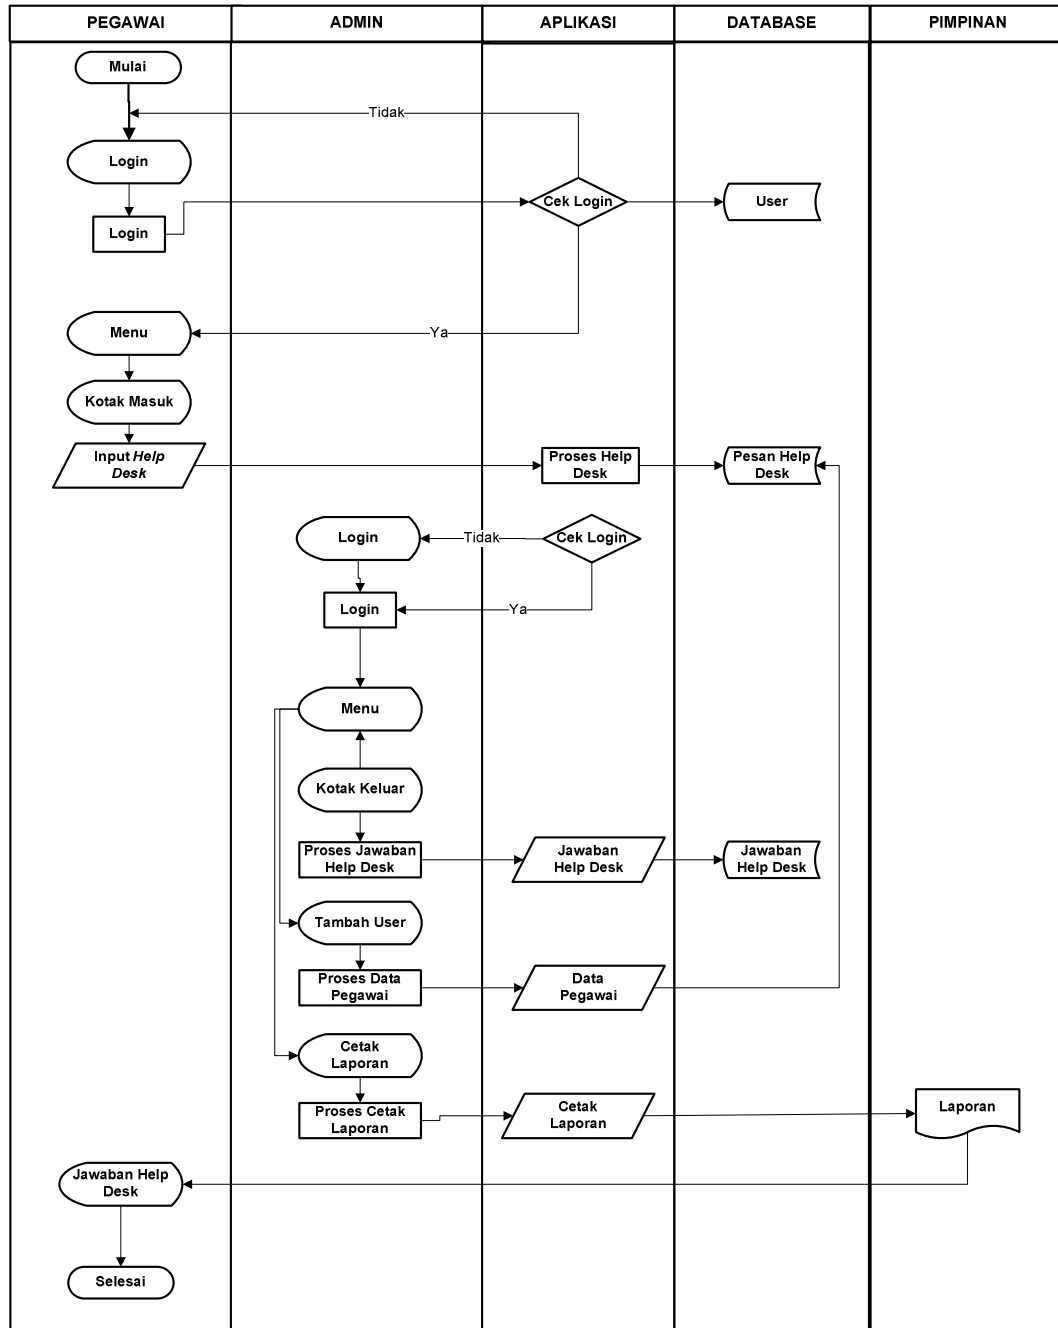 PEGAWAI
ADMIN
APLIKASI
DATABASE
PIMPINAN
Mulai
Tidak
Login
Cek Login
User
Login
Menu
Ya
Kotak Masuk
Input Help
Desk
Proses Help
Desk
Pesan Help
Desk
Login
Tidak
Cek Login
Login
Ya
Menu
Kotak Keluar
Proses Jawaban
Help Desk
Jawaban
Help Desk
Jawaban
Help Desk
Tambah User
Proses Data
Pegawai
Data
Pegawai
Cetak
Laporan
Proses Cetak
Laporan
Cetak
Laporan
Laporan
Jawaban Help
Desk
Selesai